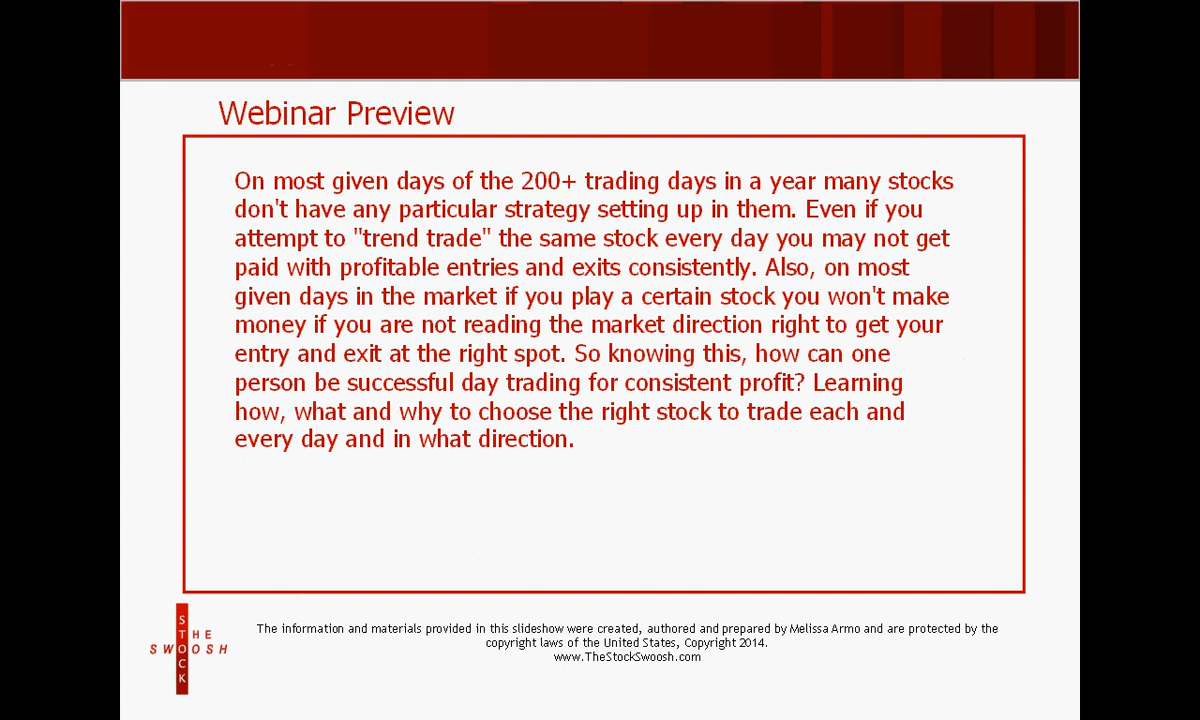 Webinar Preview
On most given days of the 200+ trading days in a year many stocks
don't have any particular strategy setting up in them. Even if you
attempt to "trend trade" the same stock every day you may not get
paid with profitable entries and exits consistently. Also, on most
given days in the market if you play a certain stock you won't make
money if you are not reading the market direction right to get your
entry and exit at the right spot. So knowing this, how can one
person be successful day trading for consistent profit? Learning
how, what and why to choose the right stock to trade each and
every day and in what direction.
THE
STOCK
SWOOSH
The information and materials provided in this slideshow were created, authored and prepared by Melissa Armo and are protected by the
copyright laws of the United States, Copyright 2014.
www.TheStockSwoosh.com